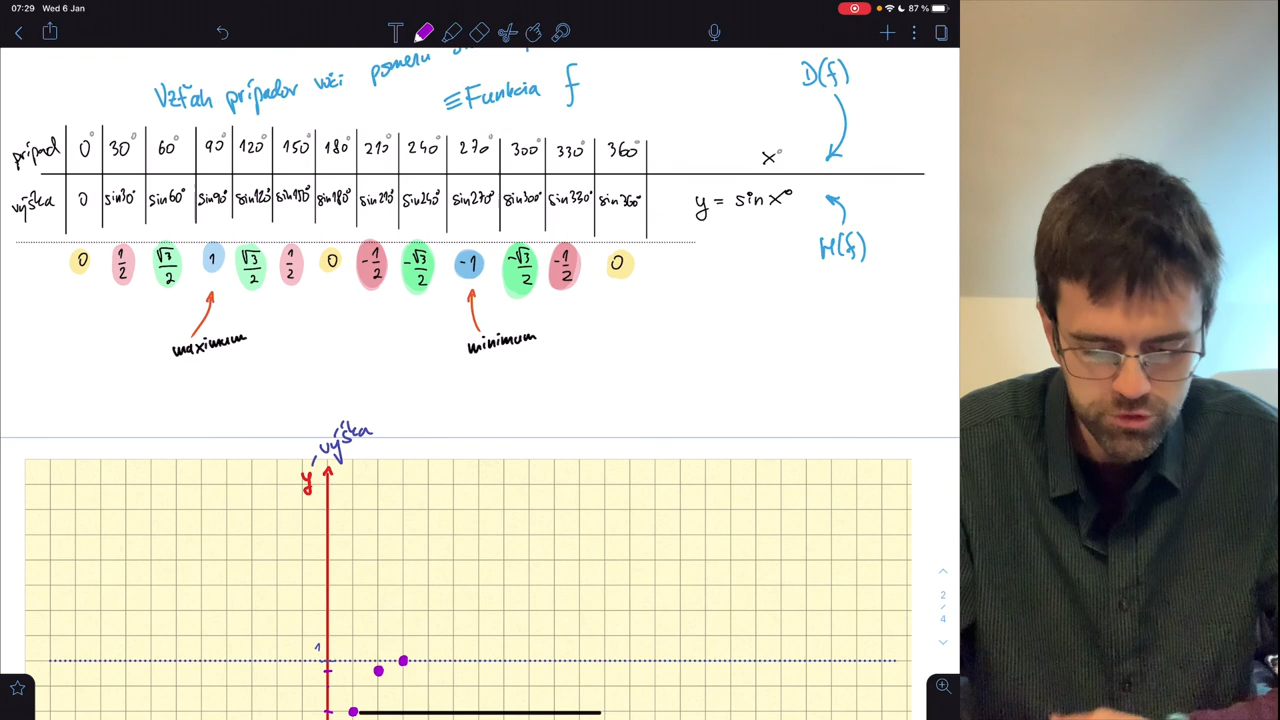 07:29 Wed 6 Jan
87 %
T
Vzťah prípadov voči pomeru
≡Funkcia f
D(f)
prípad 0° 30° 60° 90° 120° 150° 180° 210° 240° 270° 300° 330° 360° x°
výška 0 sin30° sin60° sin90° sin120° sin150° sin180° sin210° sin240° sin270° sin300° sin330° sin360° y = sin x°
H(f)
0 1/2 √3/2 1 √3/2 1/2 0 -1/2 -√3/2 -1 -√3/2 -1/2 0
maximum minimum
y - výška
2
/
4
1